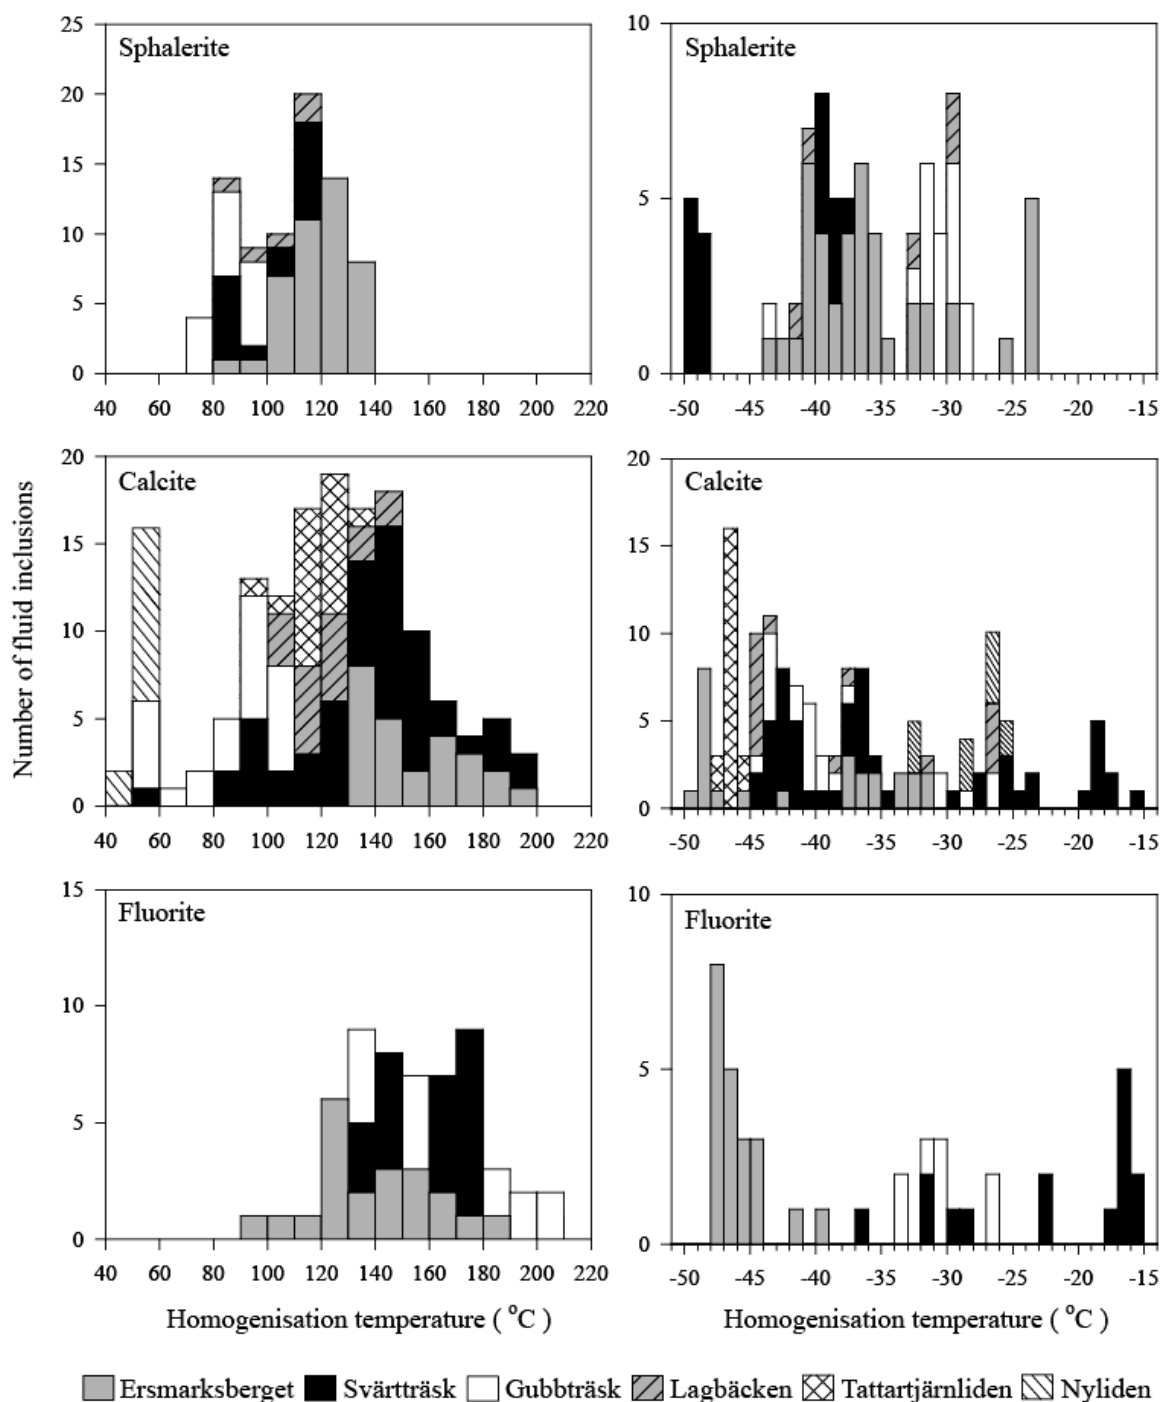 Number of fluid inclusions
Sphalerite
25
20
15
10
5
0
40 60 80 100 120 140 160 180 200 220
Sphalerite
10
5
0
-50 -45 -40 -35 -30 -25 -20 -15
Calcite
20
15
10
5
0
40 60 80 100 120 140 160 180 200 220
Calcite
20
15
10
5
0
-50 -45 -40 -35 -30 -25 -20 -15
Fluorite
15
10
5
0
40 60 80 100 120 140 160 180 200 220
Homogenisation temperature ( °C )
Fluorite
10
5
0
-50 -45 -40 -35 -30 -25 -20 -15
Homogenisation temperature ( °C )
Ersmarksberget Svärtträsk Gubbträsk Lagbäcken Tattartjärnliden Nyliden